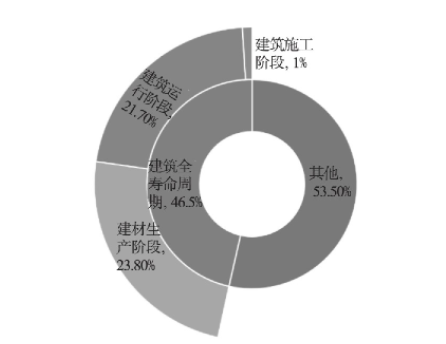 建筑施工
阶段, 1%
建筑运
行阶段,
21.70%
建筑全
寿命周
期, 46.5%
其他,
53.50%
建材生
产阶段,
23.80%